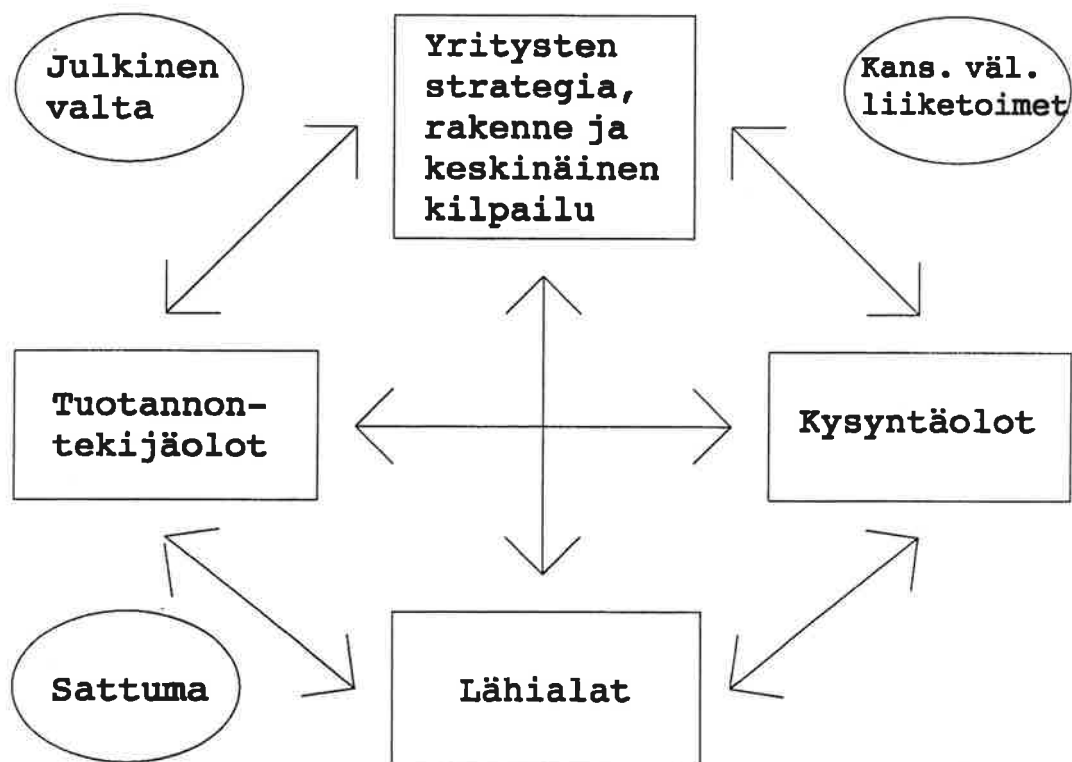 Julkinen
valta
Yritysten
strategia,
rakenne ja
keskinäinen
kilpailu
Kans. väl.
liiketoimet
Tuotannon-
tekijäolot
Kysyntäolot
Sattuma
Lähialat